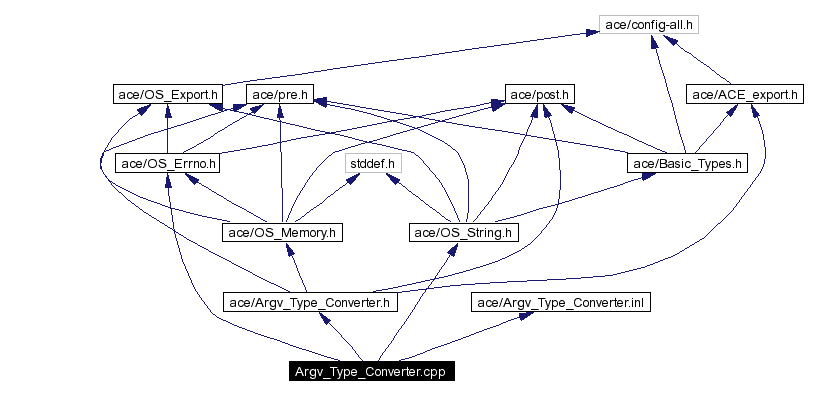 ace/config-all.h
ace/OS_Export.h
ace/pre.h
ace/post.h
ace/ACE_export.h
ace/OS_Errno.h
stddef.h
ace/Basic_Types.h
ace/OS_Memory.h
ace/OS_String.h
ace/Argv_Type_Converter.h
ace/Argv_Type_Converter.inl
Argv_Type_Converter.cpp